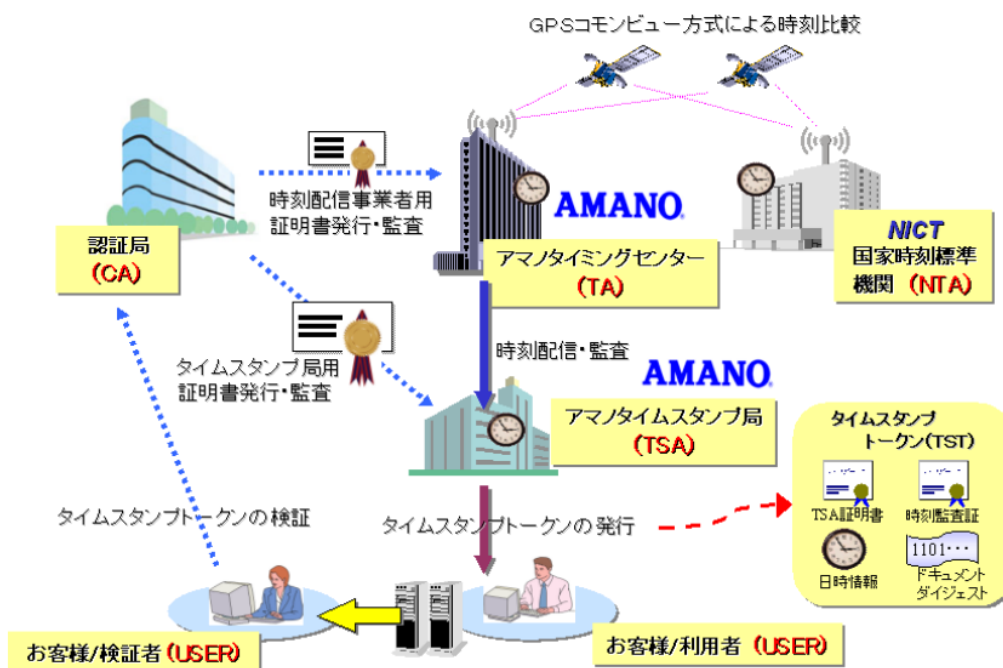 GPSコモンビュー方式による時刻比較
時刻配信事業者用
証明書発行・監査
AMANO
認証局
(CA)
アマノタイミングセンター
(TA)
NICT
国家時刻標準
機関 (NTA)
タイムスタンプ局用
証明書発行・監査
時刻配信・監査
AMANO
アマノタイムスタンプ局
(TSA)
タイムスタンプ
トークン(TST)
TSA証明書
時刻監査証
日時情報
1101・・・
ドキュメント
ダイジェスト
タイムスタンプトークンの検証
タイムスタンプトークンの発行
お客様/検証者(USER)
お客様/利用者 (USER)